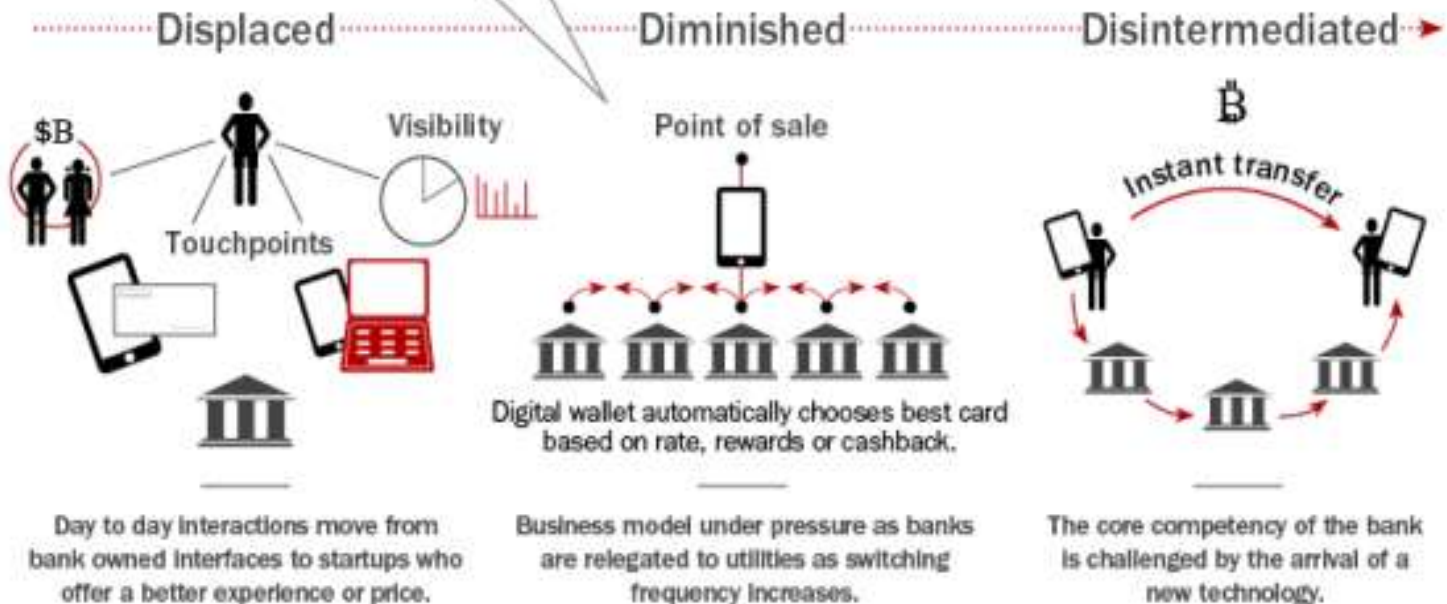 Displaced
Diminished
Disintermediated
$B
Visibility
Touchpoints
Point of sale
Digital wallet automatically chooses best card
based on rate, rewards or cashback.
₿
Instant transfer
Day to day interactions move from
bank owned interfaces to startups who
offer a better experience or price.
Business model under pressure as banks
are relegated to utilities as switching
frequency increases.
The core competency of the bank
is challenged by the arrival of a
new technology.